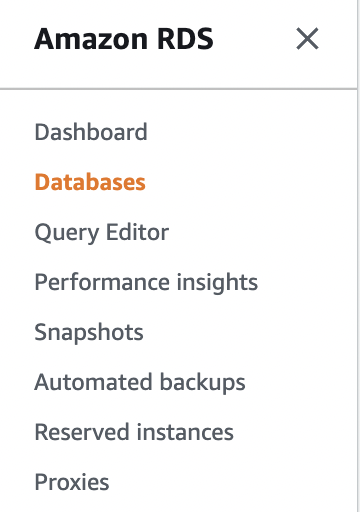 Amazon RDS
Dashboard
Databases
Query Editor
Performance insights
Snapshots
Automated backups
Reserved instances
Proxies